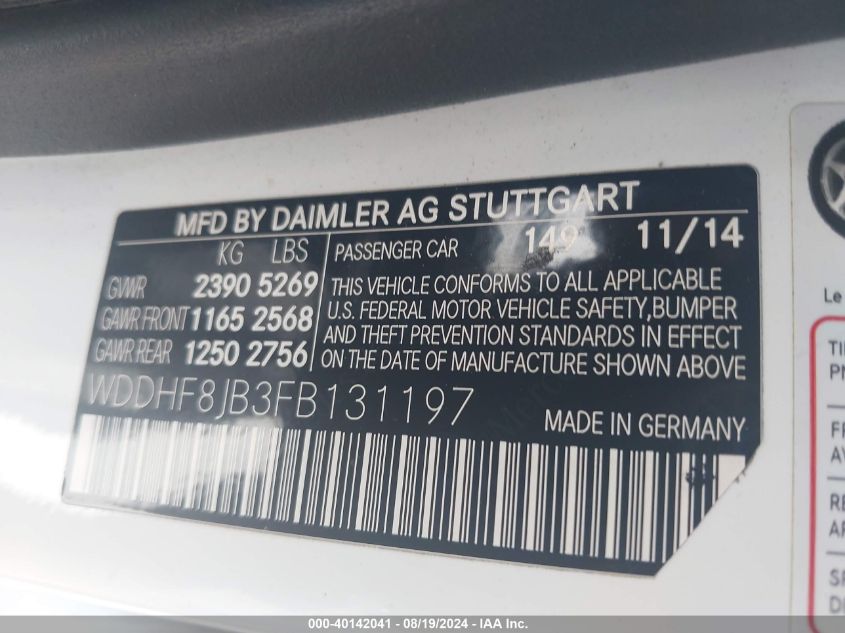 MFD BY DAIMLER AG STUTTGART
KG LBS
GVWR 2390 5269
GAWR FRONT 1165 2568
GAWR REAR 1250 2756
PASSENGER CAR 149 11/14
THIS VEHICLE CONFORMS TO ALL APPLICABLE
U.S. FEDERAL MOTOR VEHICLE SAFETY,BUMPER
AND THEFT PREVENTION STANDARDS IN EFFECT
ON THE DATE OF MANUFACTURE SHOWN ABOVE
WDDHF8JB3FB131197
MADE IN GERMANY
Le
000-40142041 - 08/19/2024 - IAA Inc.